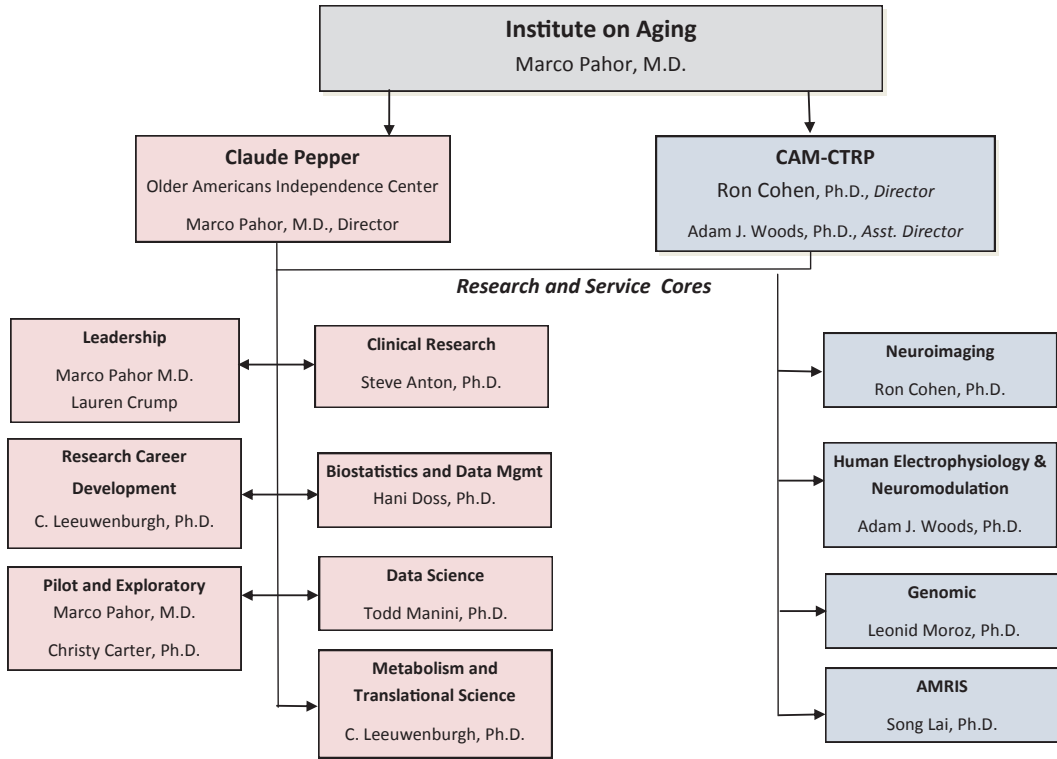 Institute on Aging
Marco Pahor, M.D.
Claude Pepper
Older Americans Independence Center
Marco Pahor, M.D., Director
CAM-CTRP
Ron Cohen, Ph.D., Director
Adam J. Woods, Ph.D., Asst. Director
Research and Service Cores
Leadership
Marco Pahor M.D.
Lauren Crump
Clinical Research
Steve Anton, Ph.D.
Neuroimaging
Ron Cohen, Ph.D.
Research Career
Development
C. Leeuwenburgh, Ph.D.
Biostatistics and Data Mgmt
Hani Doss, Ph.D.
Human Electrophysiology &
Neuromodulation
Adam J. Woods, Ph.D.
Pilot and Exploratory
Marco Pahor, M.D.
Christy Carter, Ph.D.
Data Science
Todd Manini, Ph.D.
Genomic
Leonid Moroz, Ph.D.
Metabolism and
Translational Science
C. Leeuwenburgh, Ph.D.
AMRIS
Song Lai, Ph.D.